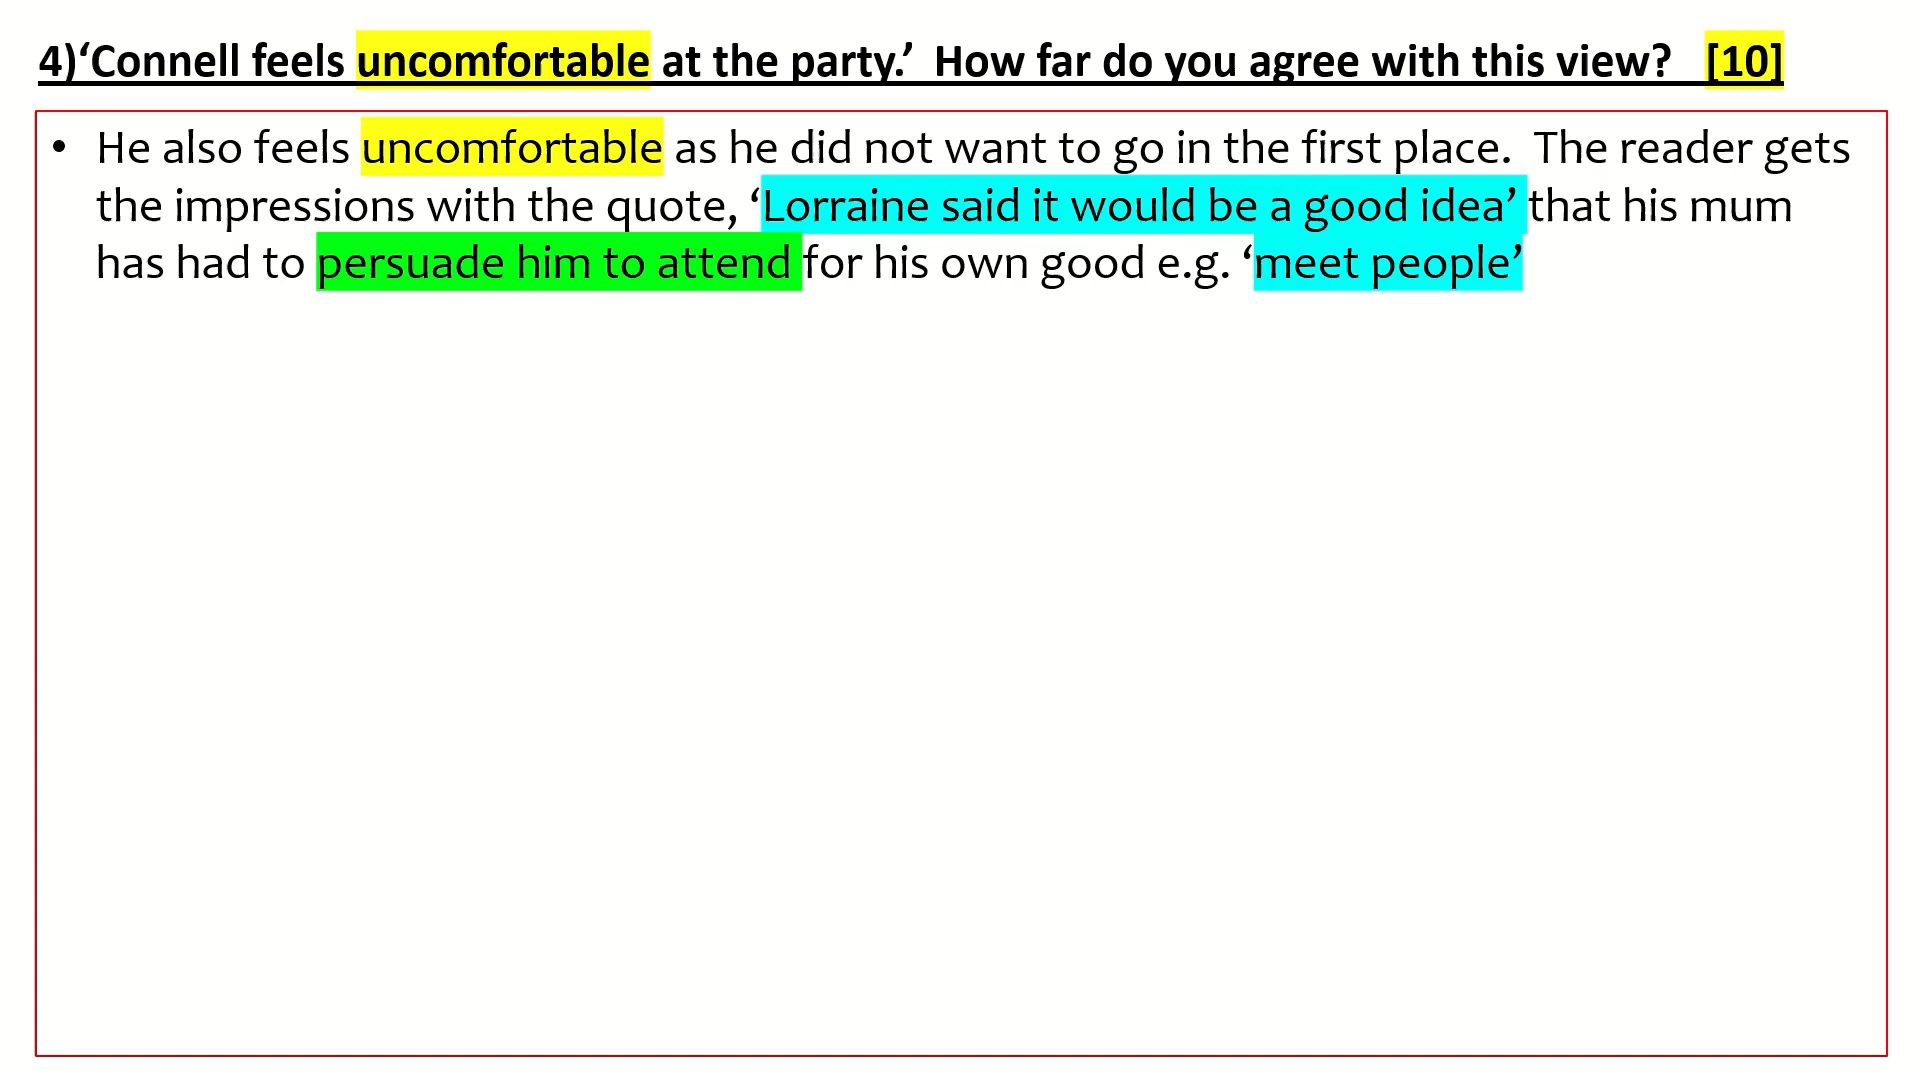 4)‘Connell feels uncomfortable at the party.’  How far do you agree with this view?   [10]
• He also feels uncomfortable as he did not want to go in the first place.  The reader gets
the impressions with the quote, ‘Lorraine said it would be a good idea’ that his mum
has had to persuade him to attend for his own good e.g. ‘meet people’